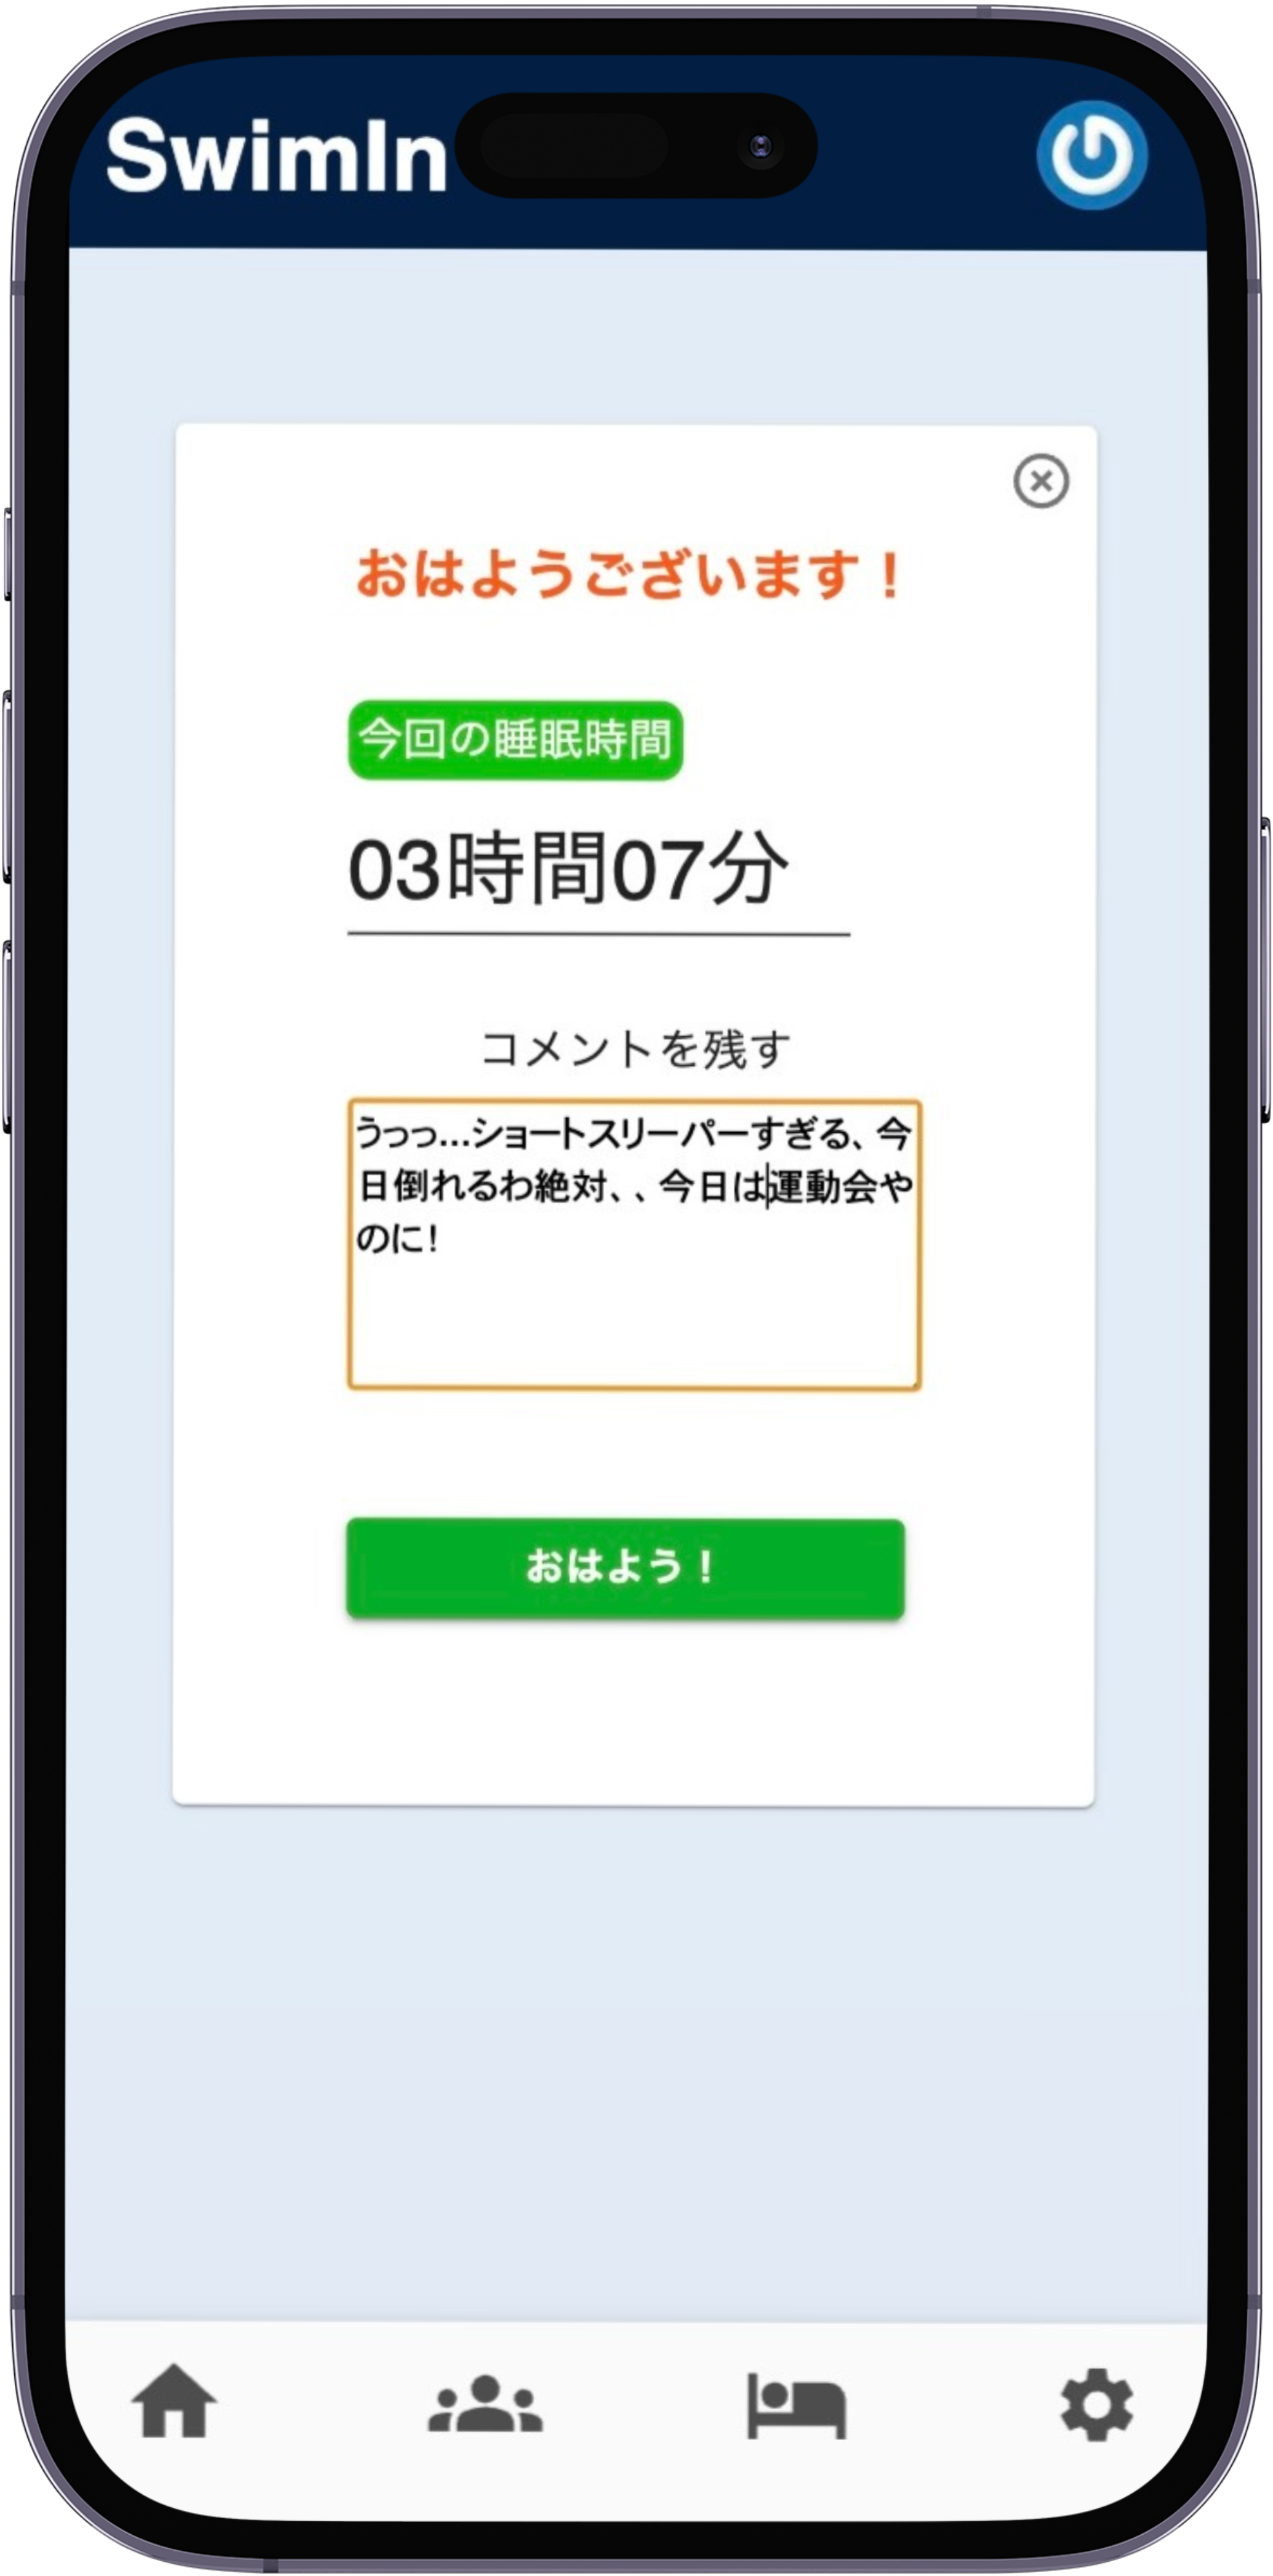 SwimIn
おはようございます！
今回の睡眠時間
03時間07分
コメントを残す
うっっ...ショートスリーパーすぎる、今
日倒れるわ絶対、、今日は運動会や
のに！
おはよう！